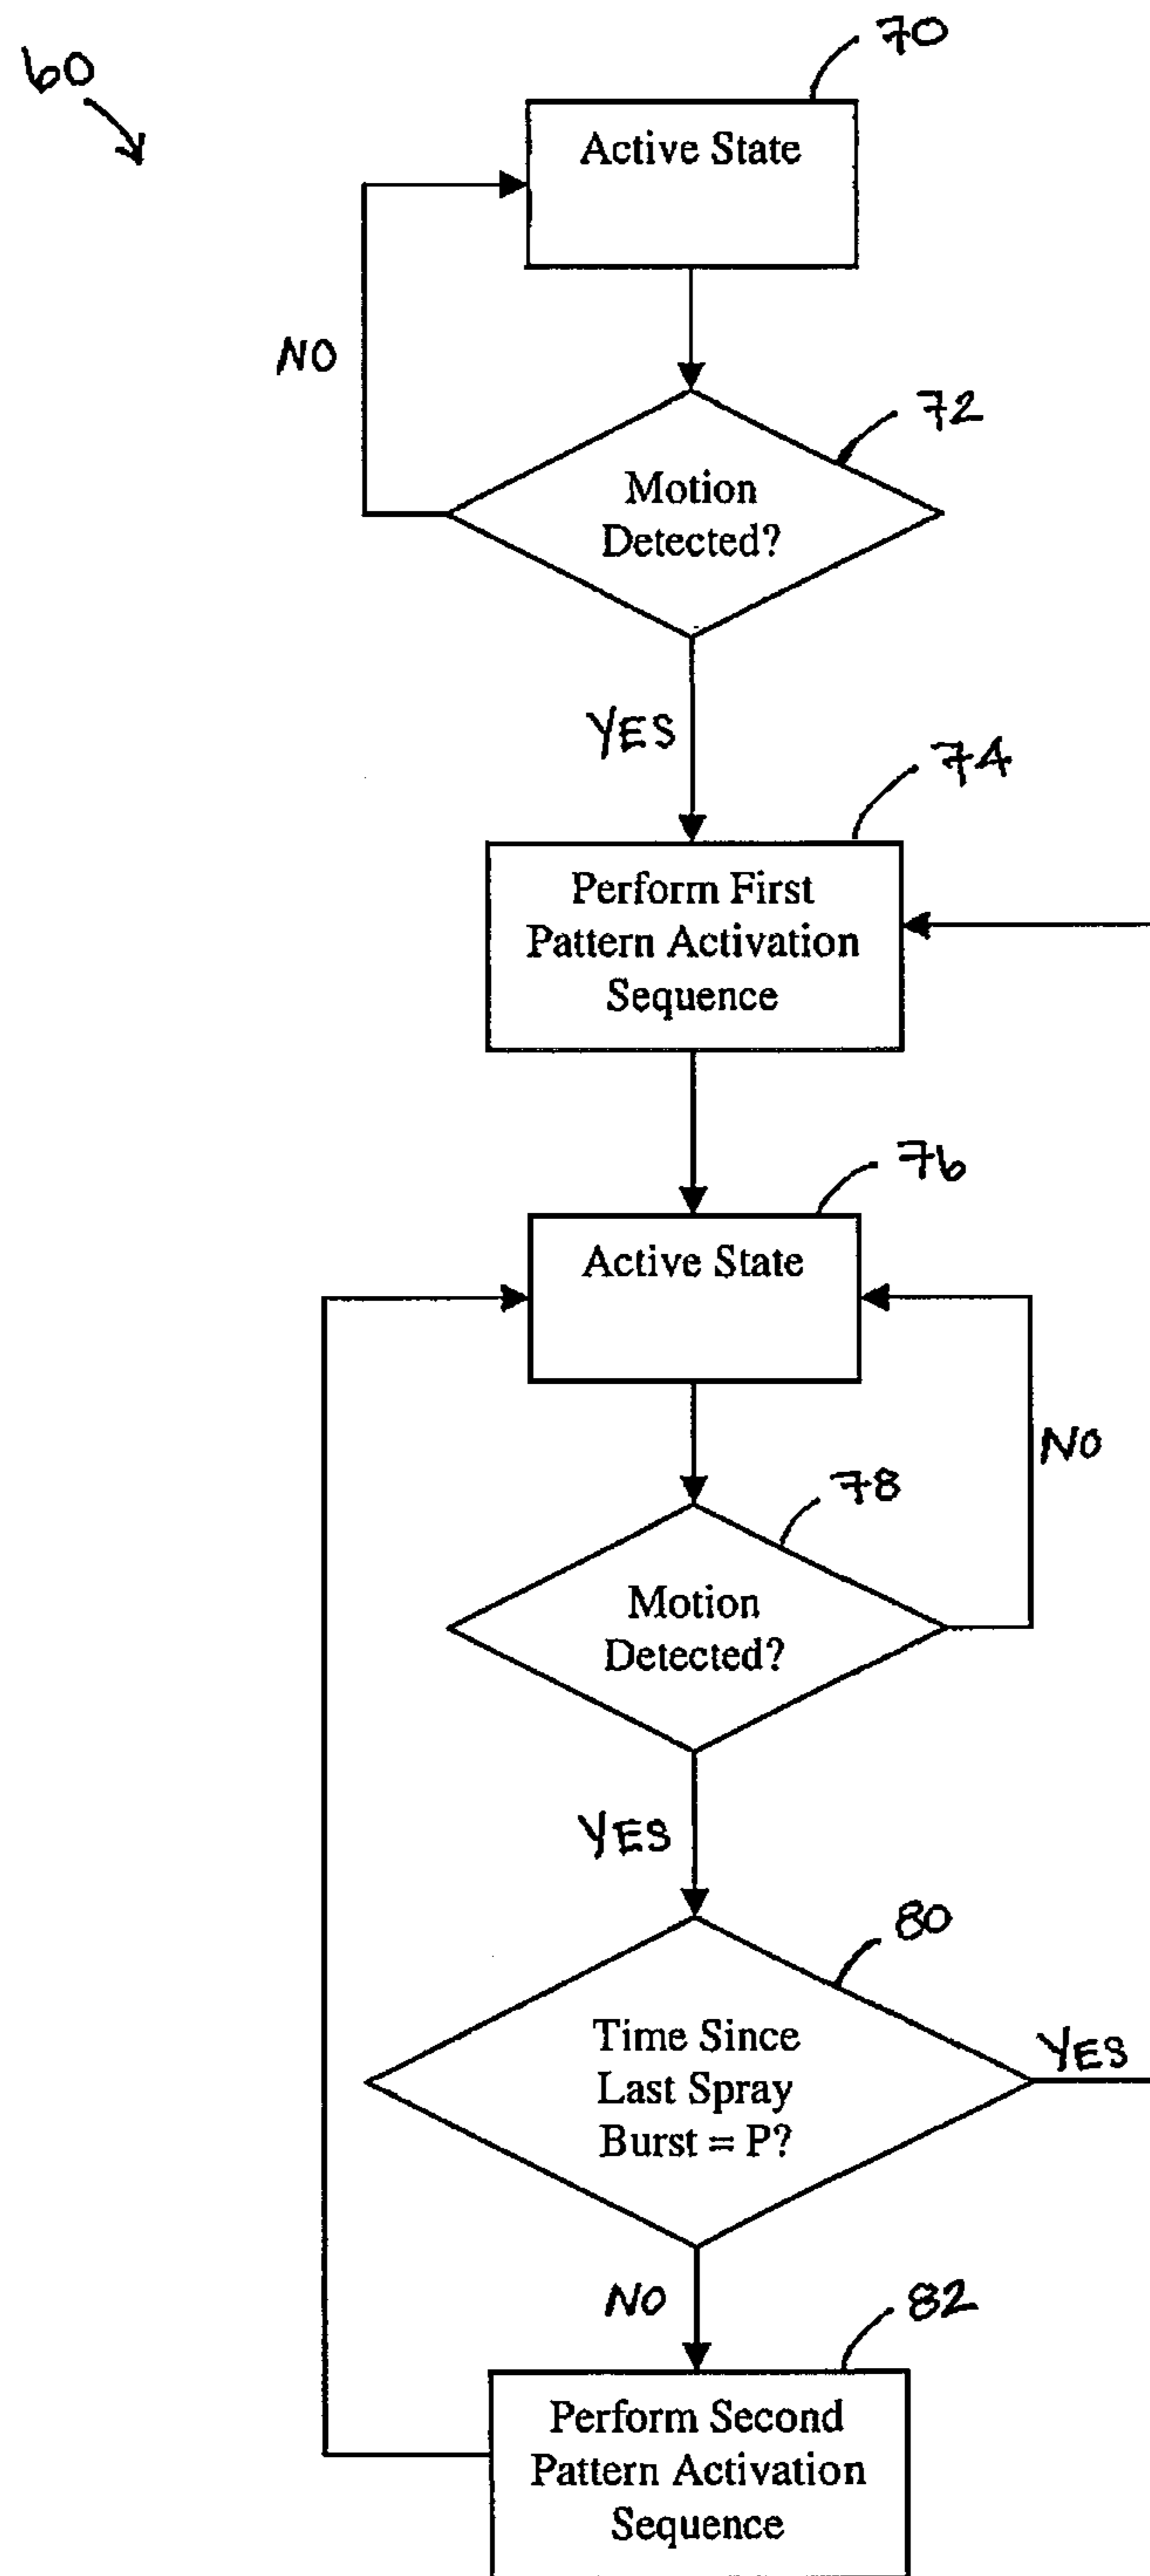 60
70
Active State
NO
72
Motion
Detected?
YES
74
Perform First
Pattern Activation
Sequence
76
Active State
NO
78
Motion
Detected?
YES
80
Time Since
Last Spray
Burst = P?
YES
NO
82
Perform Second
Pattern Activation
Sequence